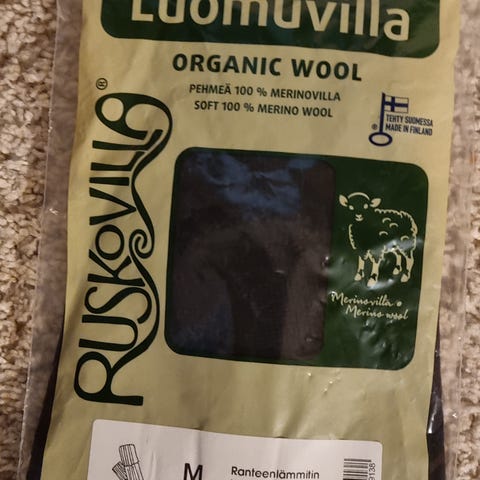 Luomuvilla
ORGANIC WOOL
PEHMEÄ 100 % MERINOVILLA
SOFT 100 % MERINO WOOL
TEHTY SUOMESSA
MADE IN FINLAND
RUSKOVILLA®
Merinovilla •
Merino wool
M
Ranteenlämmitin
9138